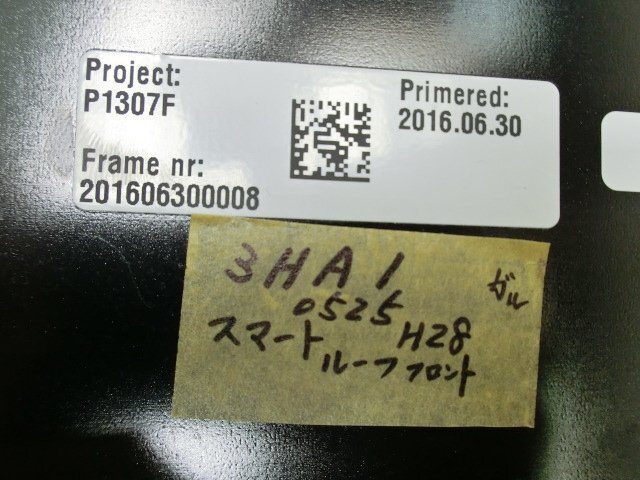 Project:
P1307F
Primered:
2016.06.30
Frame nr:
201606300008
3HA1
ガル
0525
スマート H28
ルーフフロント